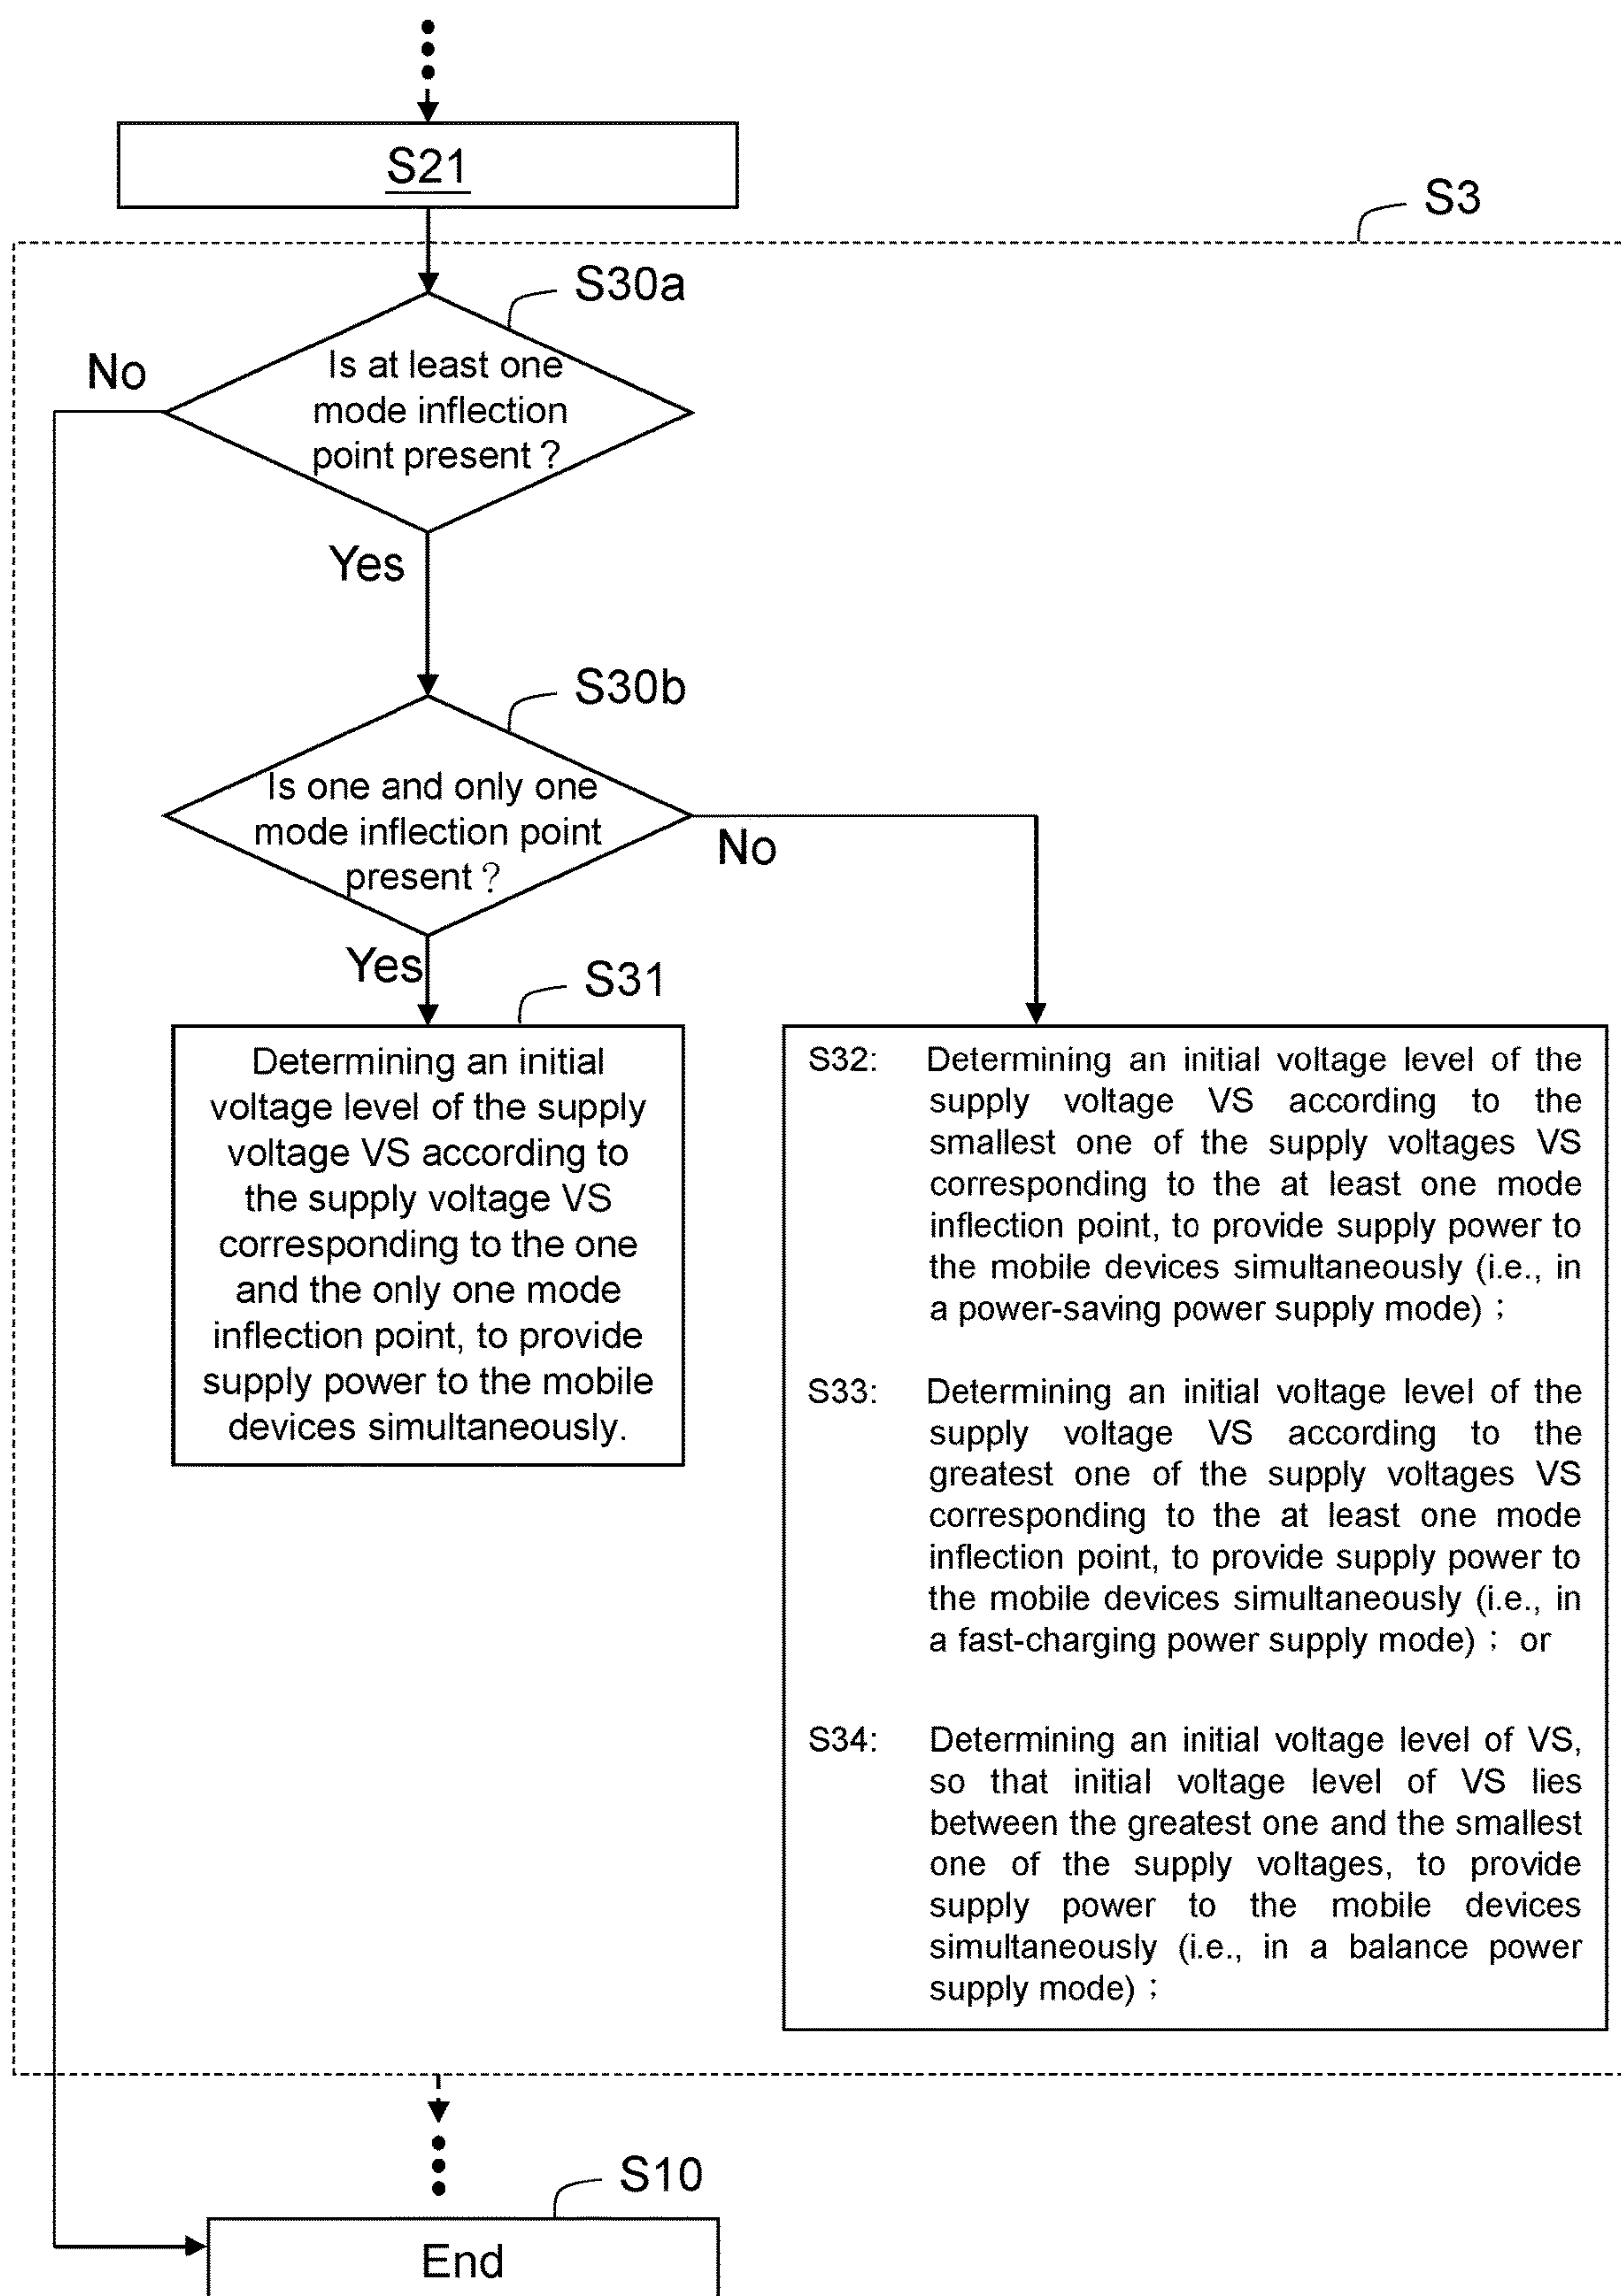 S21
S3
S30a
No
Is at least one
mode inflection
point present ?
Yes
S30b
Is one and only one
mode inflection point
present ?
No
Yes
S31
Determining an initial
voltage level of the supply
voltage VS according to
the supply voltage VS
corresponding to the one
and the only one mode
inflection point, to provide
supply power to the mobile
devices simultaneously.
S32: Determining an initial voltage level of the
supply voltage VS according to the
smallest one of the supply voltages VS
corresponding to the at least one mode
inflection point, to provide supply power to
the mobile devices simultaneously (i.e., in
a power-saving power supply mode) ;
S33: Determining an initial voltage level of the
supply voltage VS according to the
greatest one of the supply voltages VS
corresponding to the at least one mode
inflection point, to provide supply power to
the mobile devices simultaneously (i.e., in
a fast-charging power supply mode) ; or
S34: Determining an initial voltage level of VS,
so that initial voltage level of VS lies
between the greatest one and the smallest
one of the supply voltages, to provide
supply power to the mobile devices
simultaneously (i.e., in a balance power
supply mode) ;
S10
End